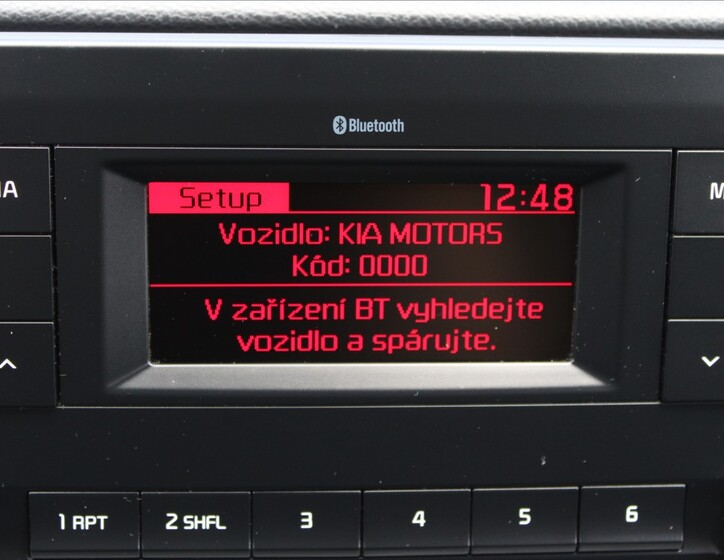 Bluetooth
Setup 12:48
Vozidlo: KIA MOTORS
Kód: 0000
V zařízení BT vyhledejte
vozidlo a spárujte.
1 RPT 2 SHFL 3 4 5 6